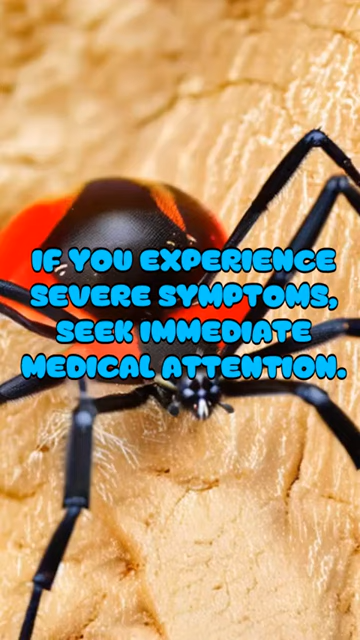 IF YOU EXPERIENCE
SEVERE SYMPTOMS,
SEEK IMMEDIATE
MEDICAL ATTENTION.